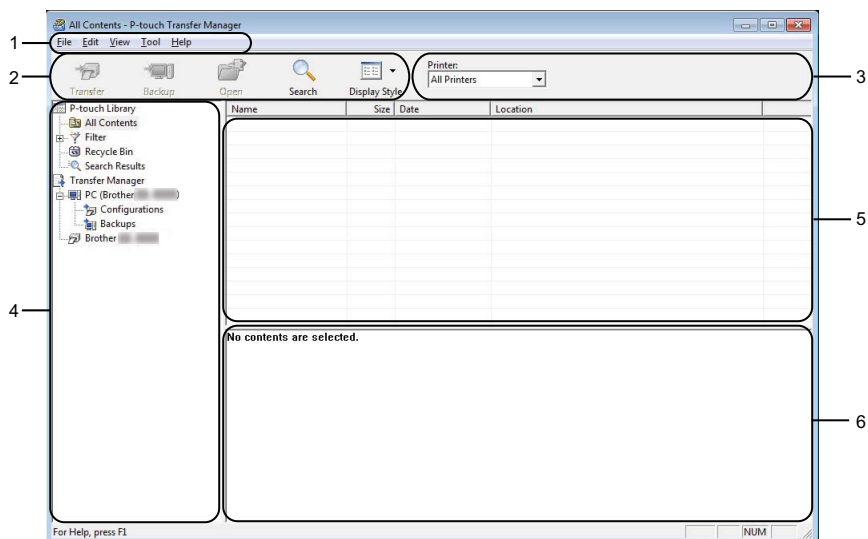 All Contents - P-touch Transfer Manager
1
File Edit View Tool Help
2
Transfer Backup Open Search Display Style
Printer:
All Printers
3
P-touch Library
All Contents
Filter
Recycle Bin
Search Results
Transfer Manager
PC (Brother )
Configurations
Backups
Brother
4
Name Size Date Location
5
No contents are selected.
6
For Help, press F1
NUM